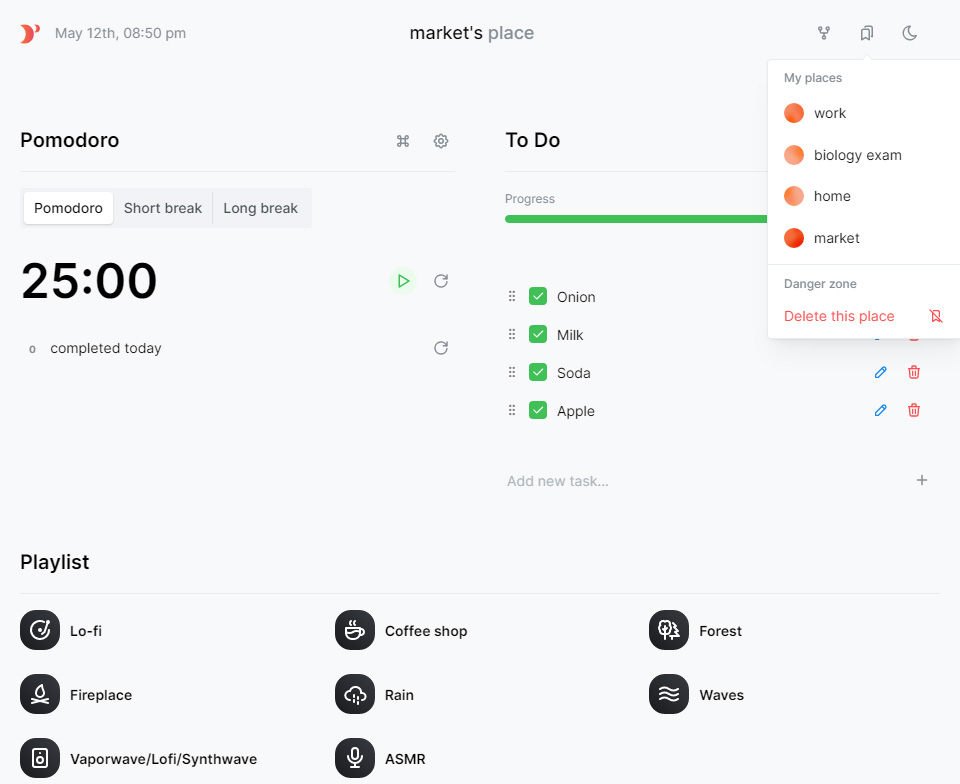 May 12th, 08:50 pm
market's place
My places
work
biology exam
home
market
Danger zone
Delete this place
Pomodoro
Pomodoro Short break Long break
25:00
0 completed today
To Do
Progress
Onion
Milk
Soda
Apple
Add new task...
Playlist
Lo-fi
Coffee shop
Forest
Fireplace
Rain
Waves
Vaporwave/Lofi/Synthwave
ASMR